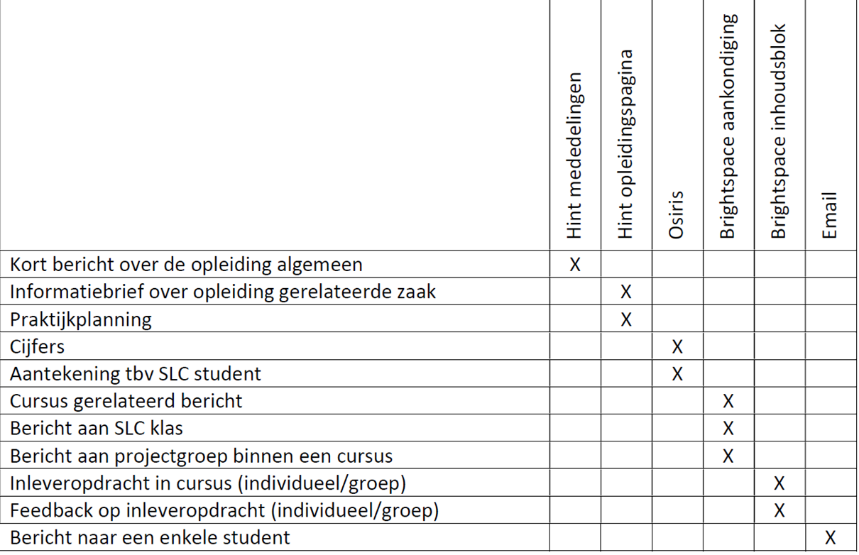 Hint mededelingen
Hint opleidingspagina
Osiris
Brightspace aankondiging
Brightspace inhoudsblok
Email
Kort bericht over de opleiding algemeen X
Informatiebrief over opleiding gerelateerde zaak X
Praktijkplanning X
Cijfers X
Aantekening tbv SLC student X
Cursus gerelateerd bericht X
Bericht aan SLC klas X
Bericht aan projectgroep binnen een cursus X
Inleveropdracht in cursus (individueel/groep) X
Feedback op inleveropdracht (individueel/groep) X
Bericht naar een enkele student X